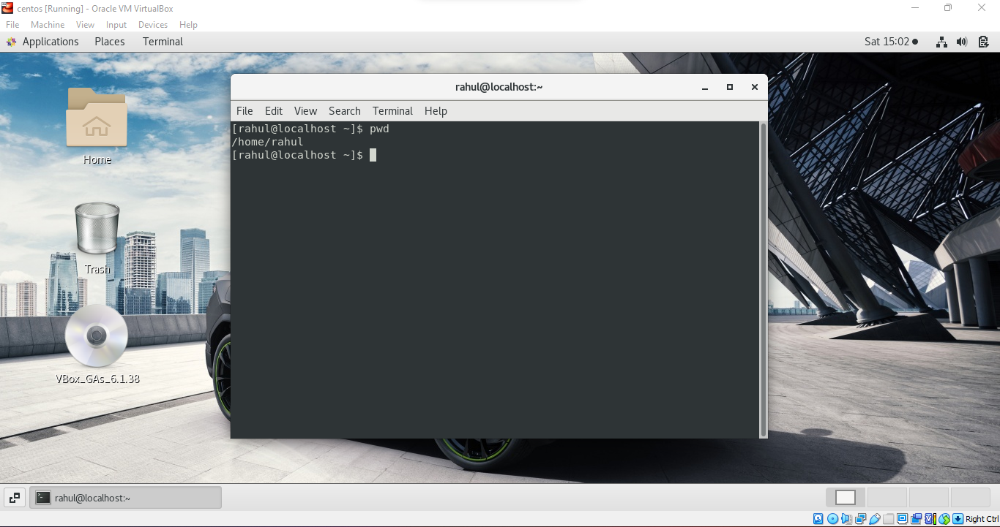 centos [Running] - Oracle VM VirtualBox
File Machine View Input Devices Help
Applications Places Terminal Sat 15:02
rahul@localhost:~
File Edit View Search Terminal Help
[rahul@localhost ~]$ pwd
/home/rahul
[rahul@localhost ~]$
Home
Trash
VBox_GAs_6.1.38
rahul@localhost:~
Right Ctrl